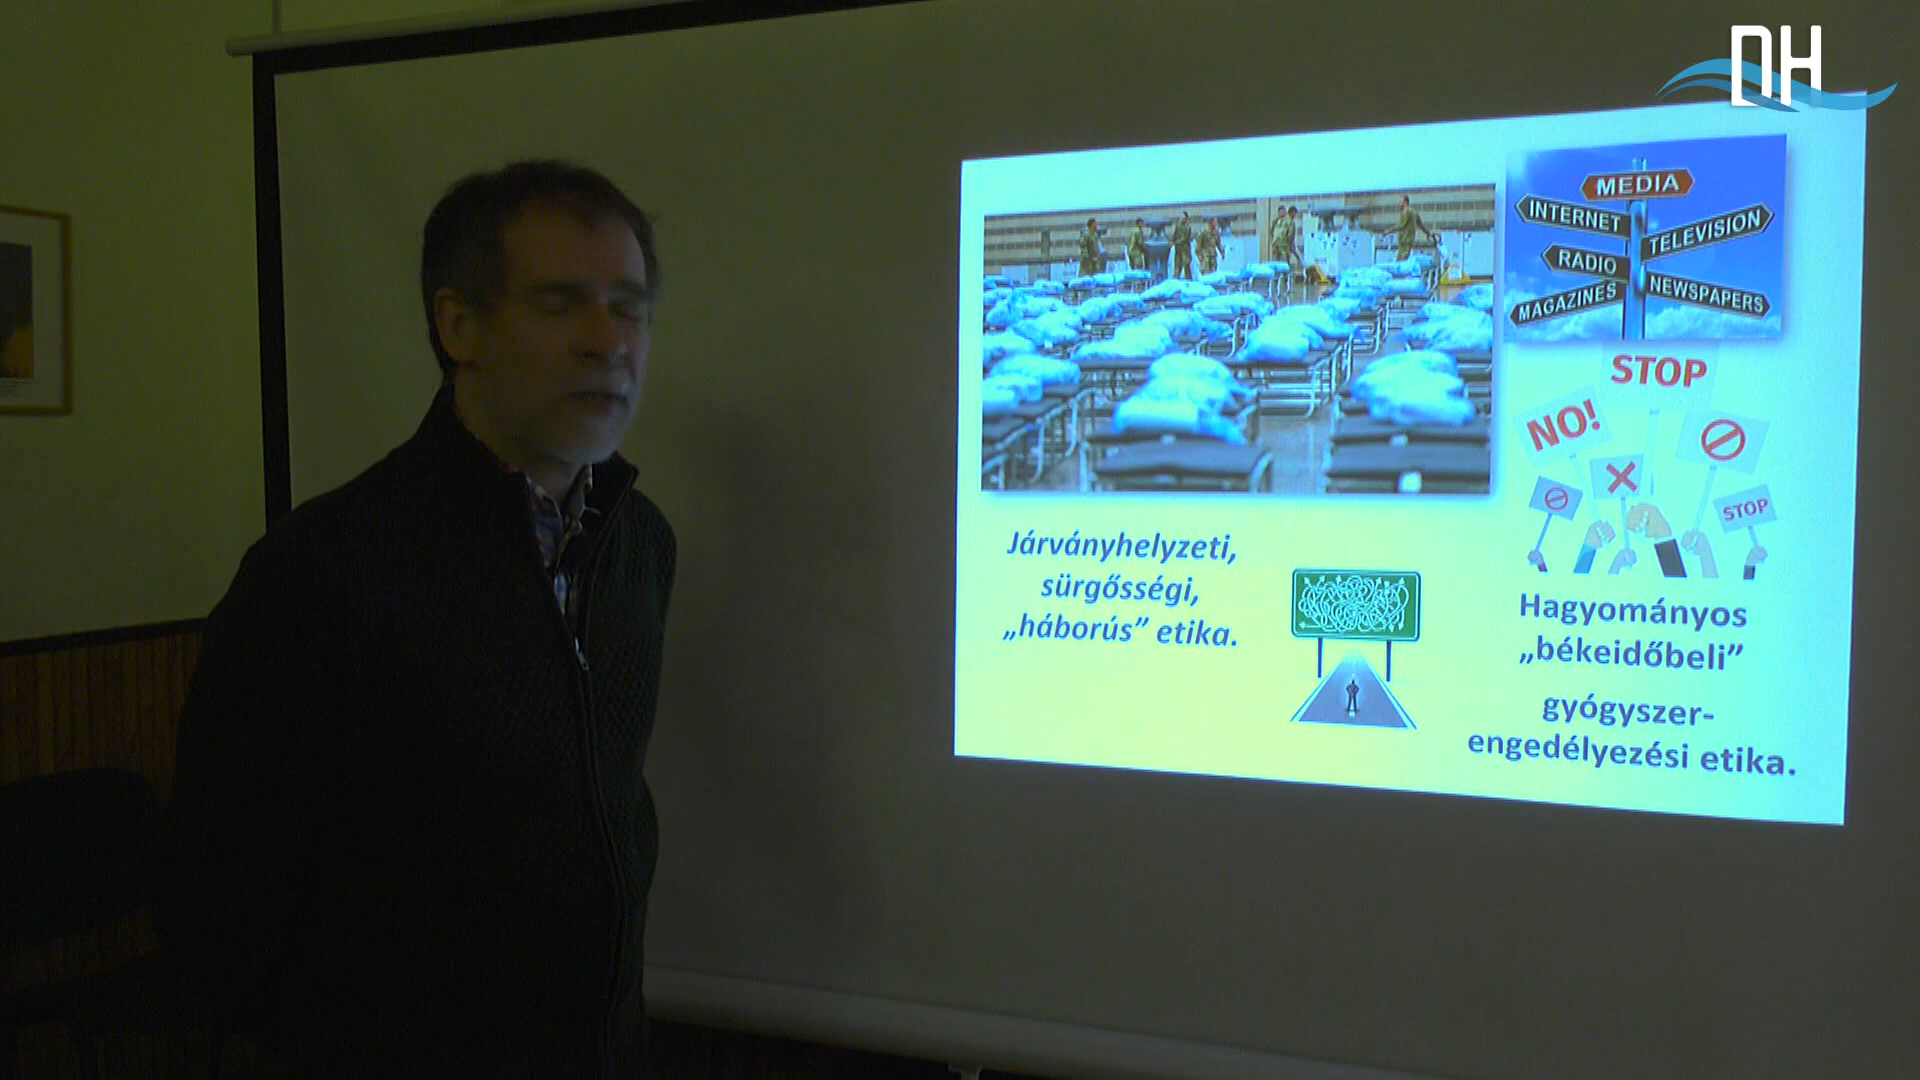 DH
MEDIA
INTERNET
TELEVISION
RADIO
MAGAZINES
NEWSPAPERS
STOP
NO!
STOP
Járványhelyzeti,
sürgősségi,
„háborús” etika.
Hagyományos
„békeidőbeli”
gyógyszer-
engedélyezési etika.